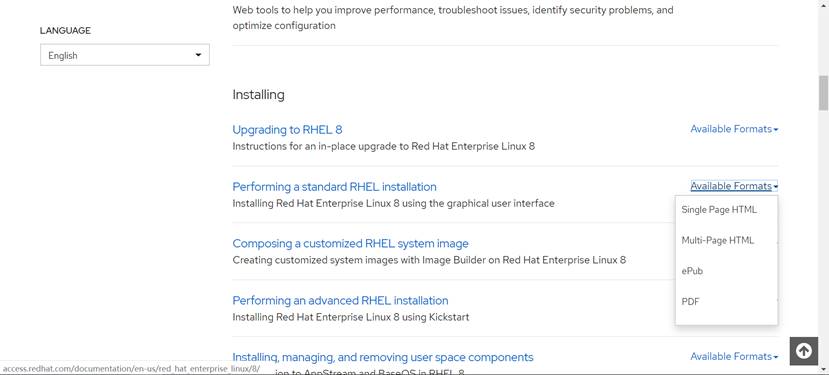 Web tools to help you improve performance, troubleshoot issues, identify security problems, and
optimize configuration
LANGUAGE
English
Installing
Upgrading to RHEL 8
Available Formats
Instructions for an in-place upgrade to Red Hat Enterprise Linux 8
Performing a standard RHEL installation
Available Formats
Installing Red Hat Enterprise Linux 8 using the graphical user interface
Single Page HTML
Multi-Page HTML
ePub
PDF
Composing a customized RHEL system image
Creating customized system images with Image Builder on Red Hat Enterprise Linux 8
Performing an advanced RHEL installation
Installing Red Hat Enterprise Linux 8 using Kickstart
Installing, managing, and removing user space components
Available Formats
to AppStream and BaseOS in RHEL 8
access.redhat.com/documentation/en-us/red_hat_enterprise_linux/8/